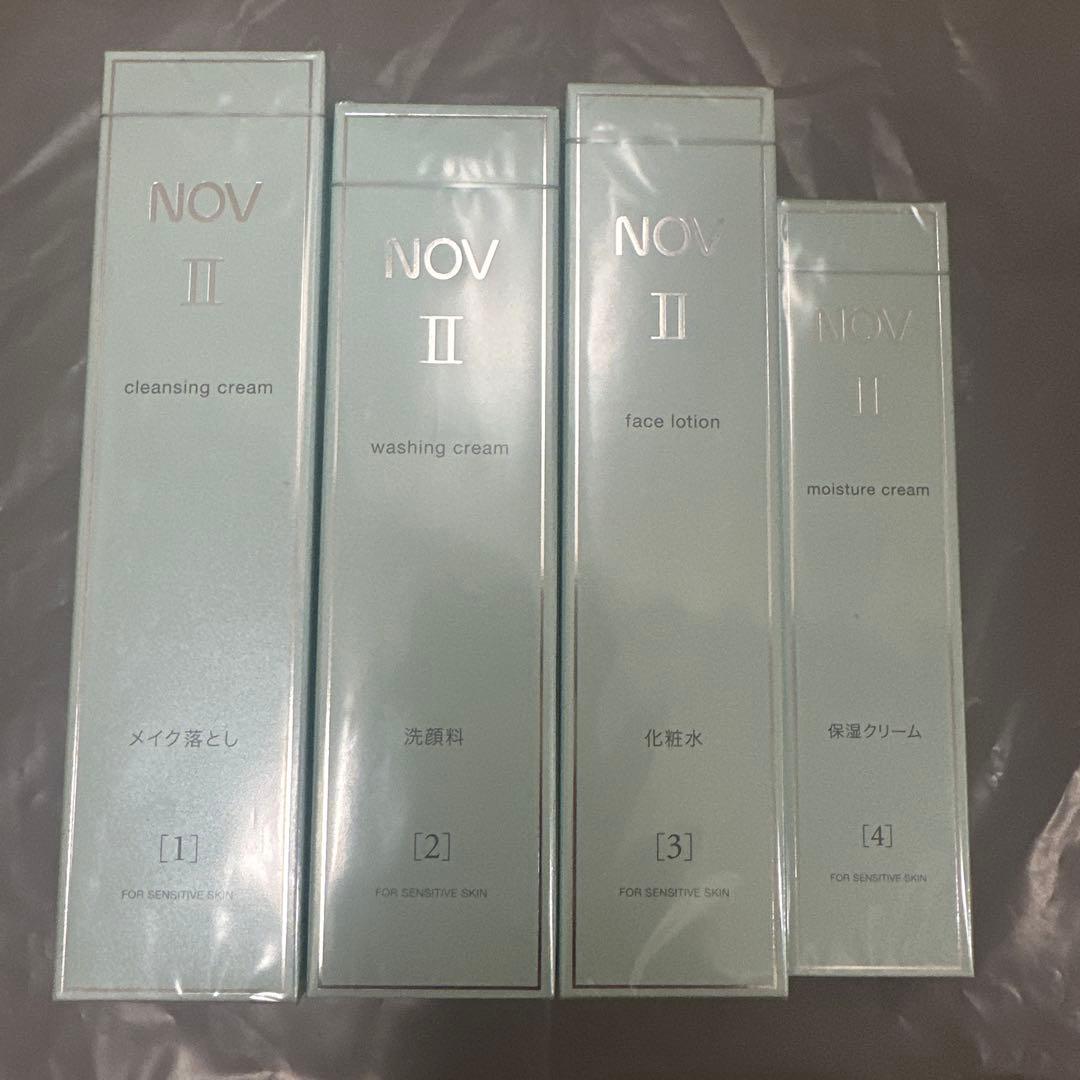 NOV
II
cleansing cream
メイク落とし
[1]
FOR SENSITIVE SKIN
NOV
II
washing cream
洗顔料
[2]
FOR SENSITIVE SKIN
NOV
II
face lotion
化粧水
[3]
FOR SENSITIVE SKIN
NOV
II
moisture cream
保湿クリーム
[4]
FOR SENSITIVE SKIN